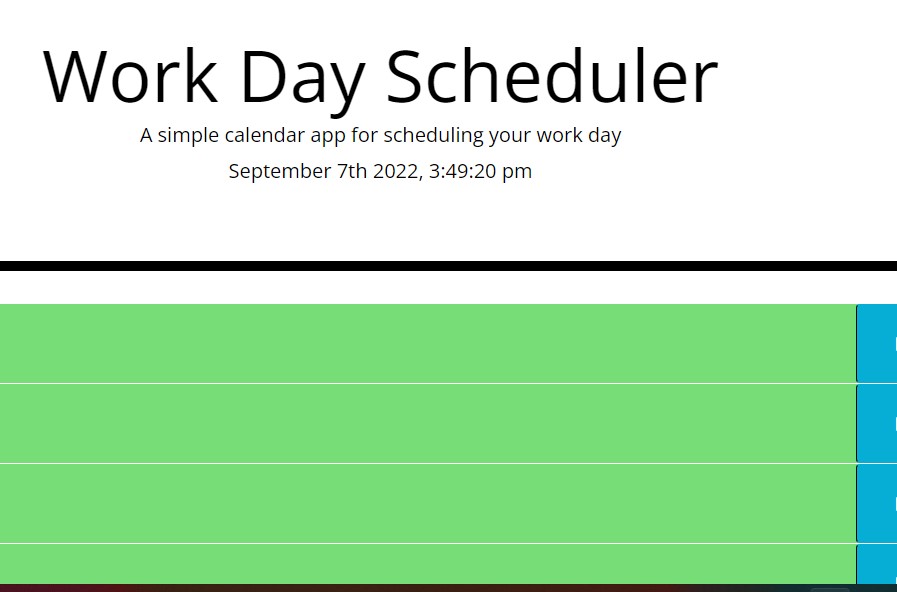 Work Day Scheduler
A simple calendar app for scheduling your work day
September 7th 2022, 3:49:20 pm